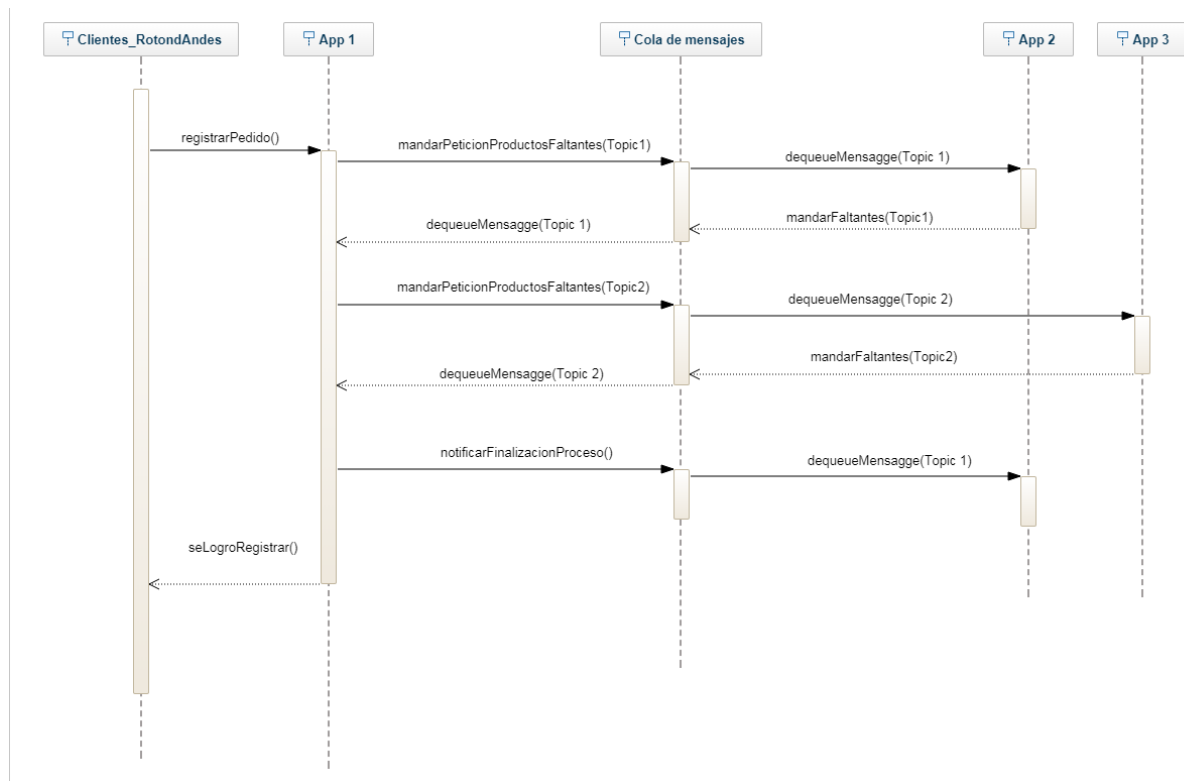 Clientes_RotondAndes
App 1
Cola de mensajes
App 2
App 3
registrarPedido()
mandarPeticionProductosFaltantes(Topic1)
dequeueMensagge(Topic 1)
mandarFaltantes(Topic1)
dequeueMensagge(Topic 1)
mandarPeticionProductosFaltantes(Topic2)
dequeueMensagge(Topic 2)
mandarFaltantes(Topic2)
dequeueMensagge(Topic 2)
notificarFinalizacionProceso()
dequeueMensagge(Topic 1)
seLogroRegistrar()